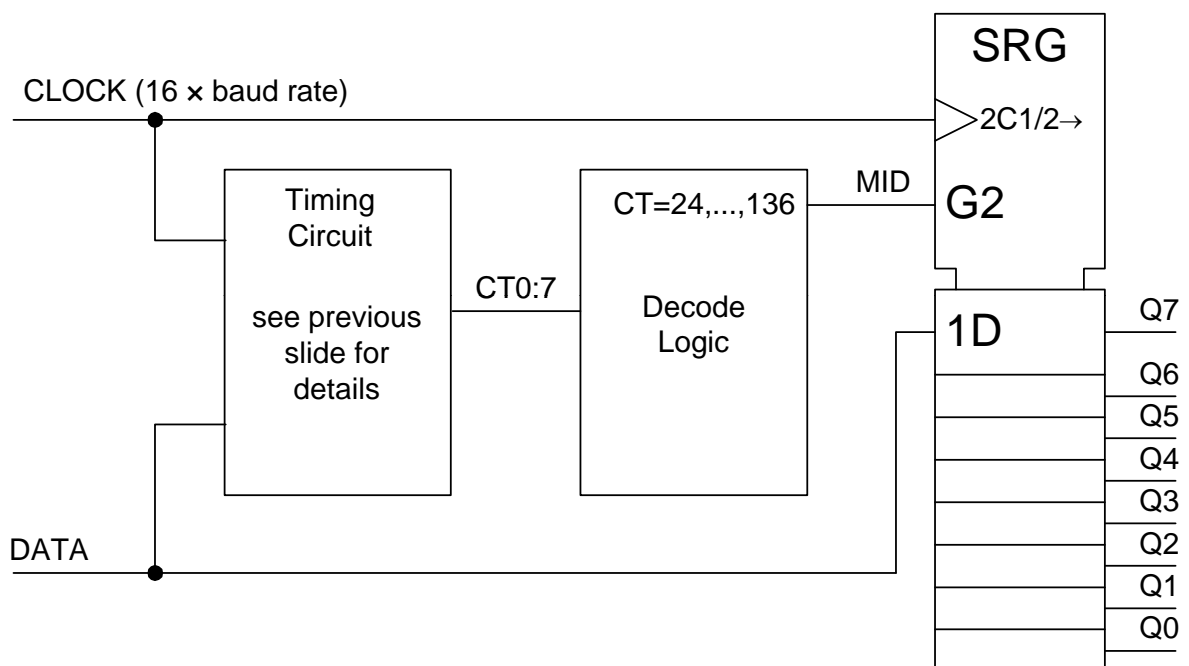 SRG
CLOCK (16 × baud rate)
2C1/2→
Timing
Circuit
see previous
slide for
details
CT0:7
CT=24,...,136
Decode
Logic
MID
G2
1D
Q7
Q6
Q5
Q4
Q3
Q2
Q1
Q0
DATA